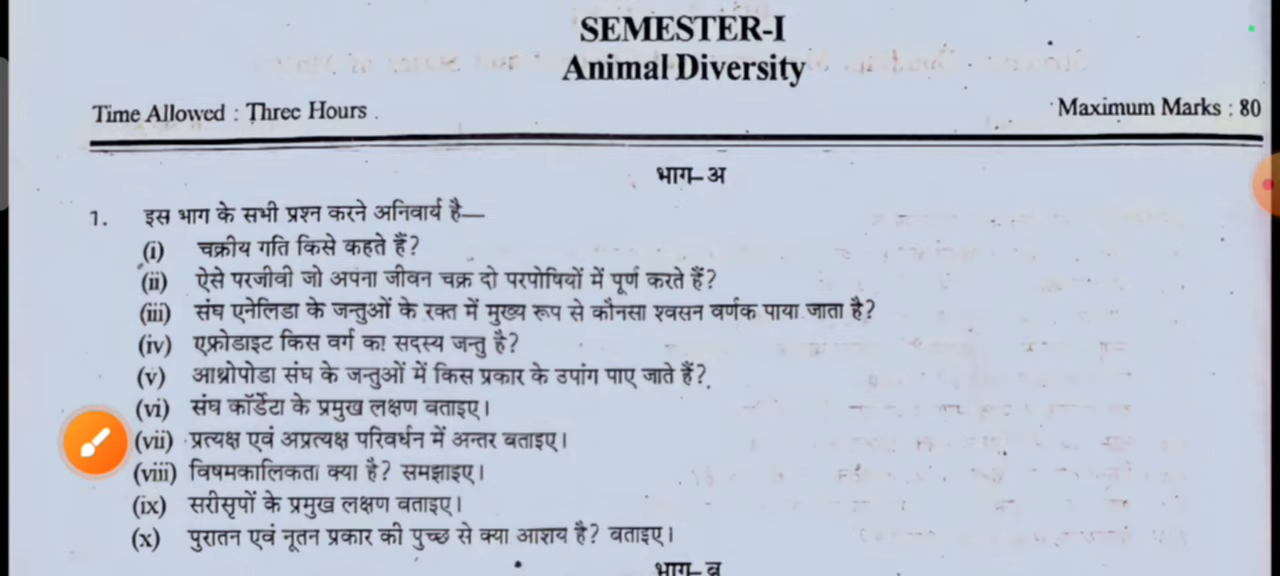 SEMESTER-I
Animal Diversity
Time Allowed : Three Hours .
Maximum Marks : 80
भाग-अ
1. इस भाग के सभी प्रश्न करने अनिवार्य है—
(i) चक्रीय गति किसे कहते हैं?
(ii) ऐसे परजीवी जो अपना जीवन चक्र दो परपोषियों में पूर्ण करते हैं?
(iii) संघ एनेलिडा के जन्तुओं के रक्त में मुख्य रूप से कौनसा श्वसन वर्णक पाया जाता है?
(iv) एफ्रोडाइट किस वर्ग का सदस्य जन्तु है?
(v) आथ्रोपोडा संघ के जन्तुओं में किस प्रकार के उपांग पाए जाते हैं?
(vi) संघ कॉर्डेटा के प्रमुख लक्षण बताइए।
(vii) प्रत्यक्ष एवं अप्रत्यक्ष परिवर्धन में अन्तर बताइए।
(viii) विषमकालिकता क्या है? समझाइए।
(ix) सरीसृपों के प्रमुख लक्षण बताइए।
(x) पुरातन एवं नूतन प्रकार की पुच्छ से क्या आशय है? बताइए।
भाग-ब